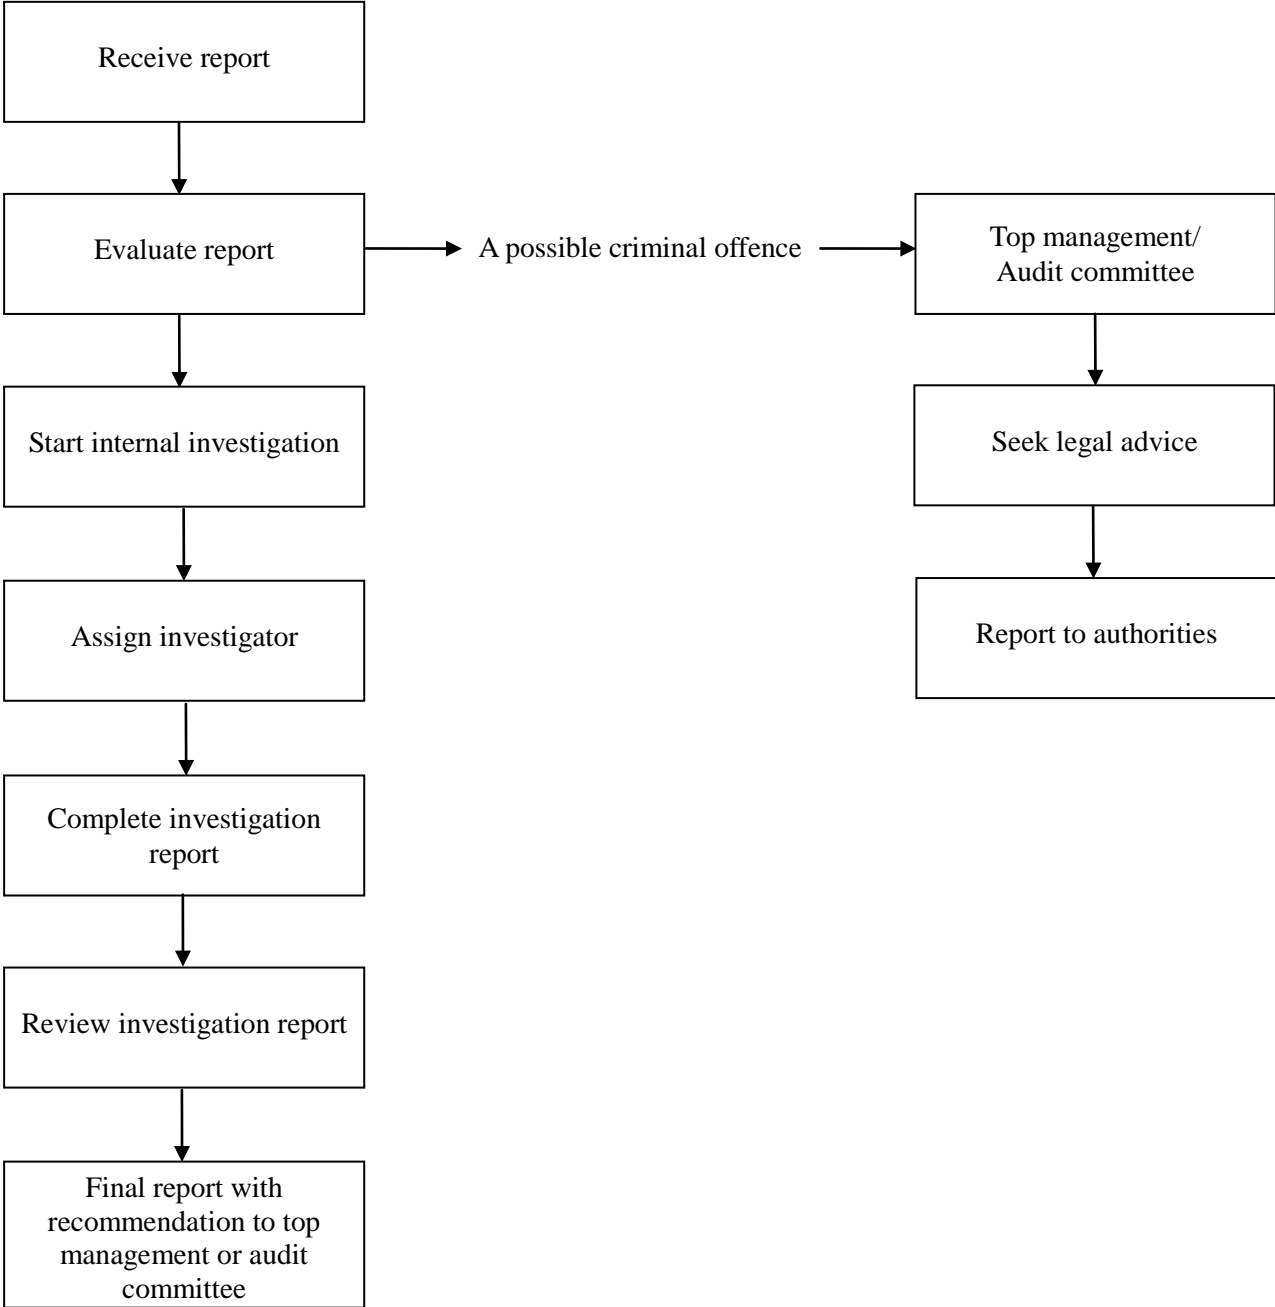 Receive report
Evaluate report
A possible criminal offence
Top management/
Audit committee
Start internal investigation
Seek legal advice
Assign investigator
Report to authorities
Complete investigation
report
Review investigation report
Final report with
recommendation to top
management or audit
committee